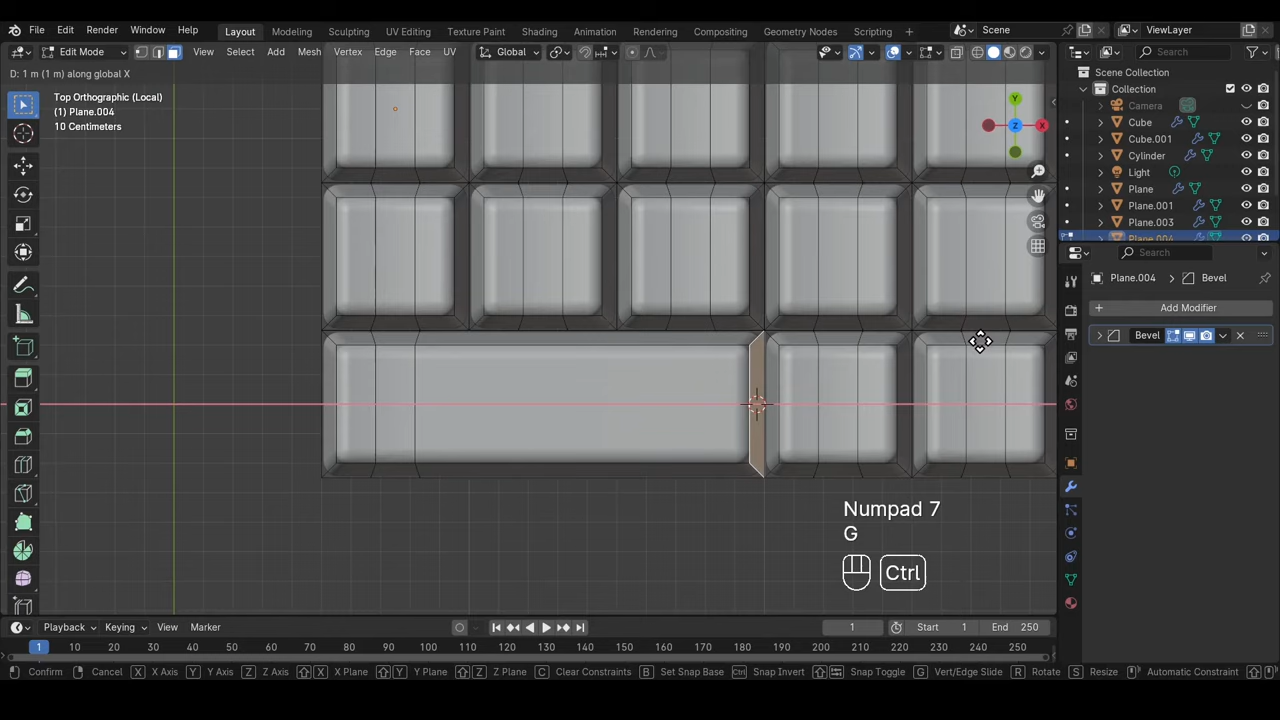 File Edit Render Window Help Layout Modeling Sculpting UV Editing Texture Paint Shading Animation Rendering Compositing Geometry Nodes Scripting + Scene ViewLayer
Edit Mode View Select Add Mesh Vertex Edge Face UV Global Search
D: 1 m (1 m) along global X
Scene Collection
Collection
Top Orthographic (Local)
(1) Plane.004
10 Centimeters
Y
Z
X
Camera
Cube
Cube.001
Cylinder
Light
Plane
Plane.001
Plane.003
Plane.004
Search
Plane.004 Bevel
Add Modifier
Bevel
Numpad 7
G
Ctrl
Playback Keying View Marker 1 Start 1 End 250
1 10 20 30 40 50 60 70 80 90 100 110 120 130 140 150 160 170 180 190 200 210 220 230 240 250
Confirm Cancel X X Axis Y Y Axis Z Z Axis X X Plane Y Y Plane Z Z Plane C Clear Constraints B Set Snap Base Ctrl Snap Invert Snap Toggle G Vert/Edge Slide R Rotate S Resize Automatic Constraint